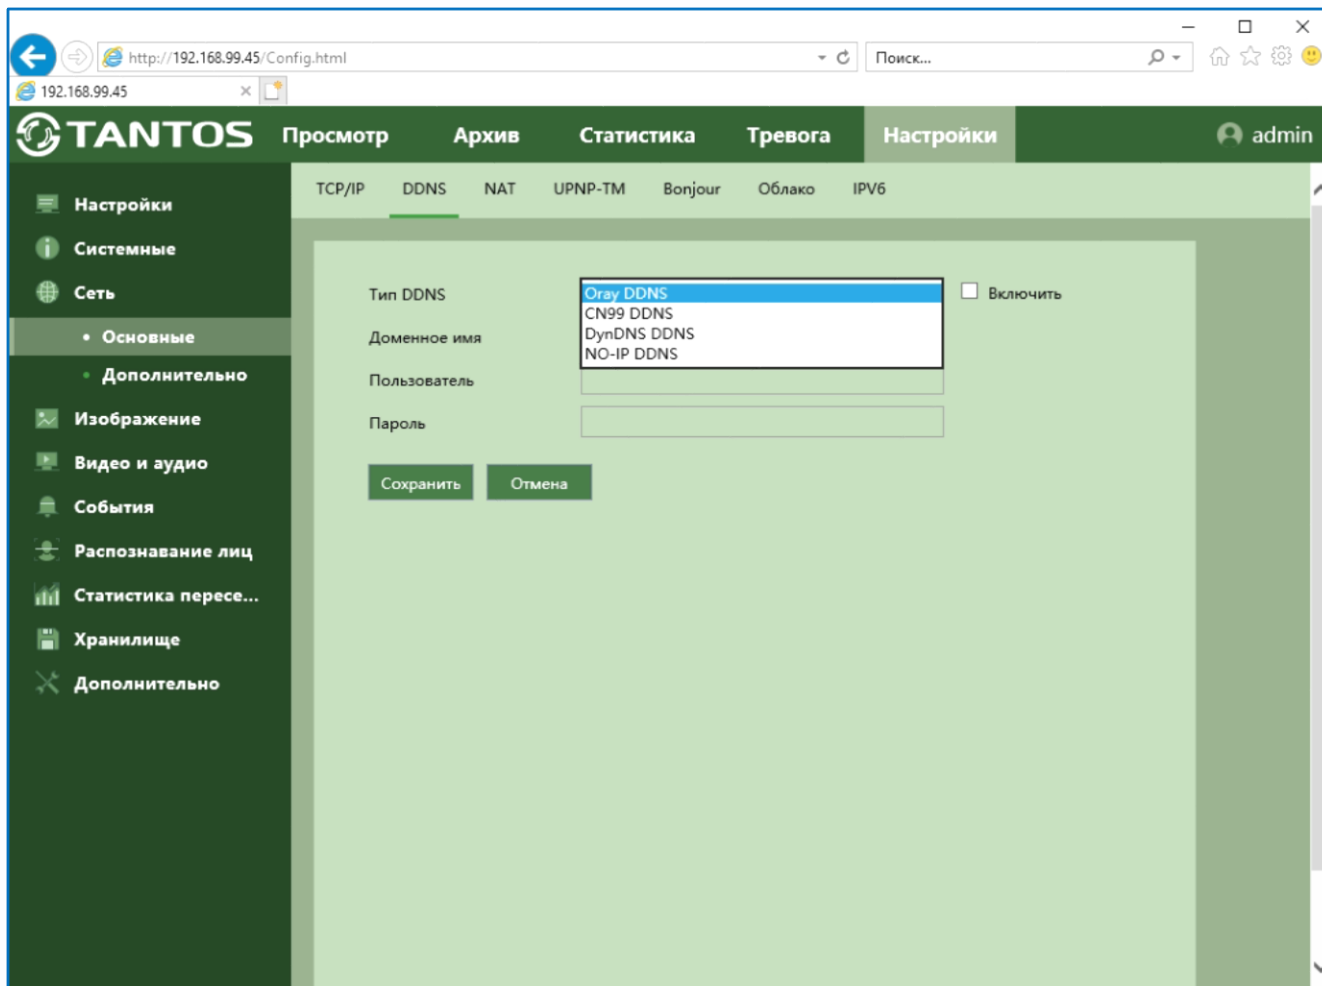 http://192.168.99.45/Config.html
Поиск...
192.168.99.45
TANTOS Просмотр Архив Статистика Тревога Настройки admin
TCP/IP DDNS NAT UPNP-TM Bonjour Облако IPV6
Настройки
Системные
Сеть
Основные
Дополнительно
Изображение
Видео и аудио
События
Распознавание лиц
Статистика пересе...
Хранилище
Дополнительно
Тип DDNS
Oray DDNS
CN99 DDNS
DynDNS DDNS
NO-IP DDNS
Включить
Доменное имя
Пользователь
Пароль
Сохранить Отмена